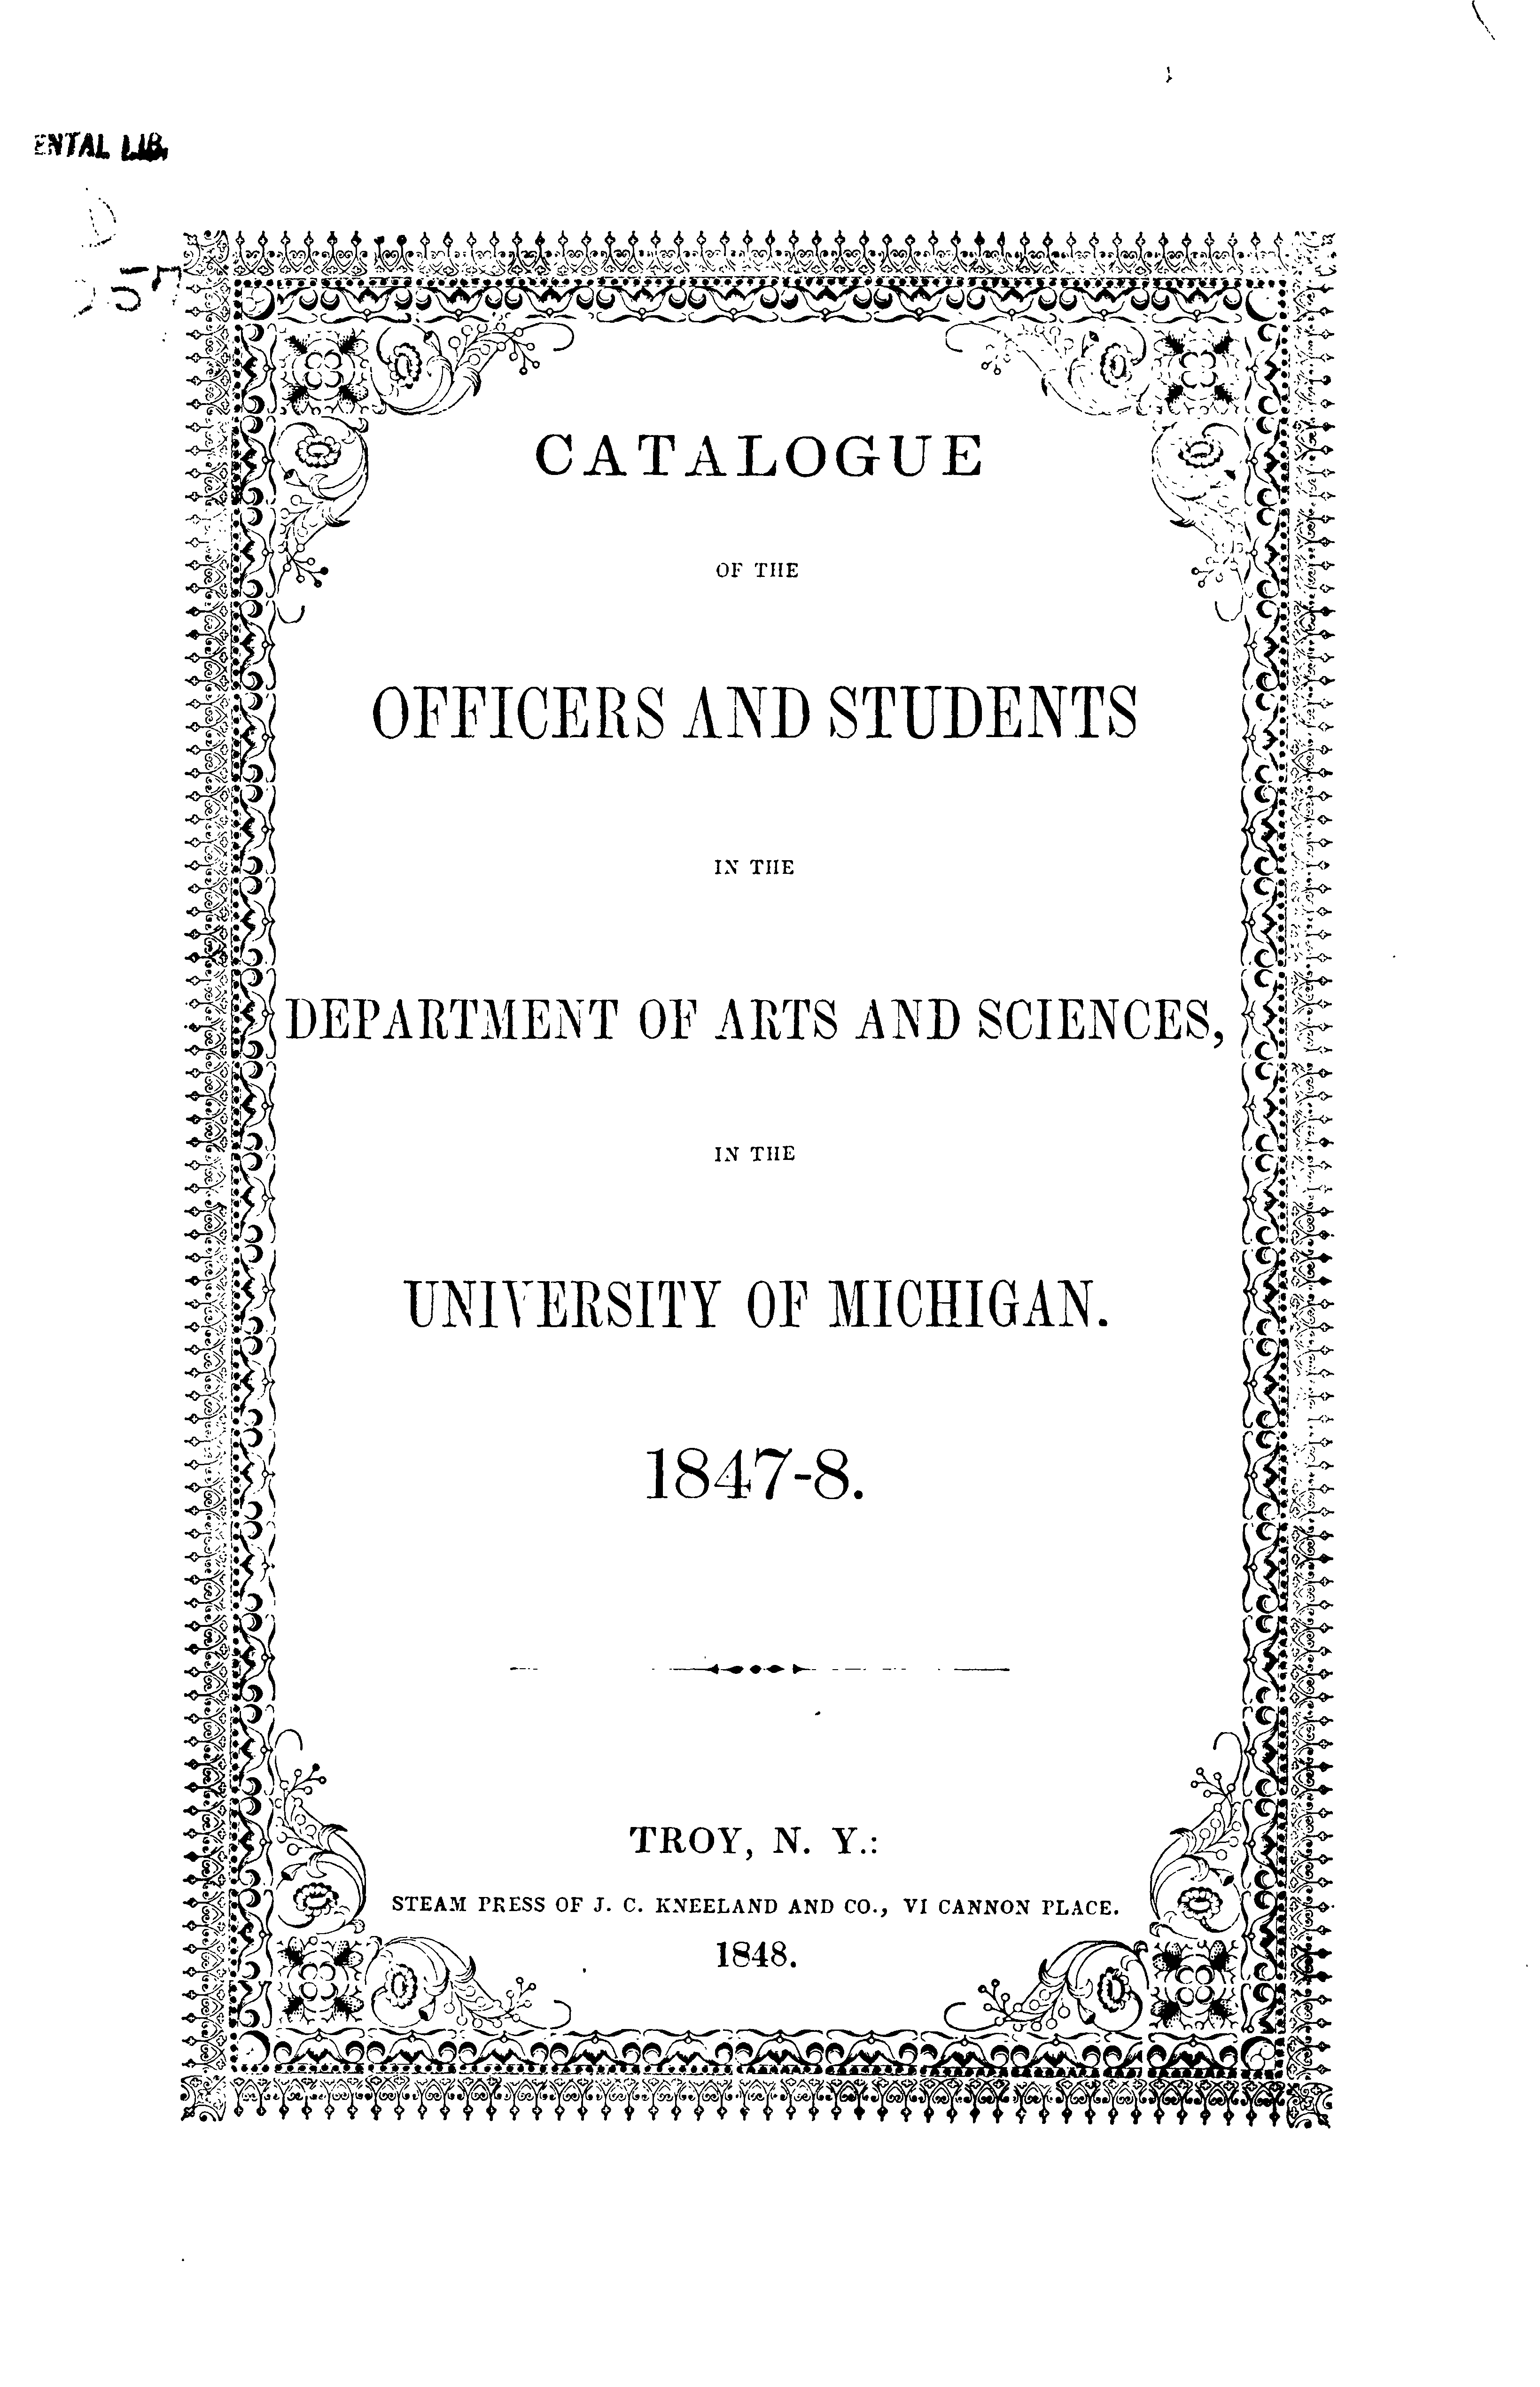 ENTAL LIB.
CATALOGUE
OF THE
OFFICERS AND STUDENTS
IN THE
DEPARTMENT OF ARTS AND SCIENCES,
IN THE
UNIVERSITY OF MICHIGAN.
1847-8.
TROY, N. Y.:
STEAM PRESS OF J. C. KNEELAND AND CO., VI CANNON PLACE.
1848.